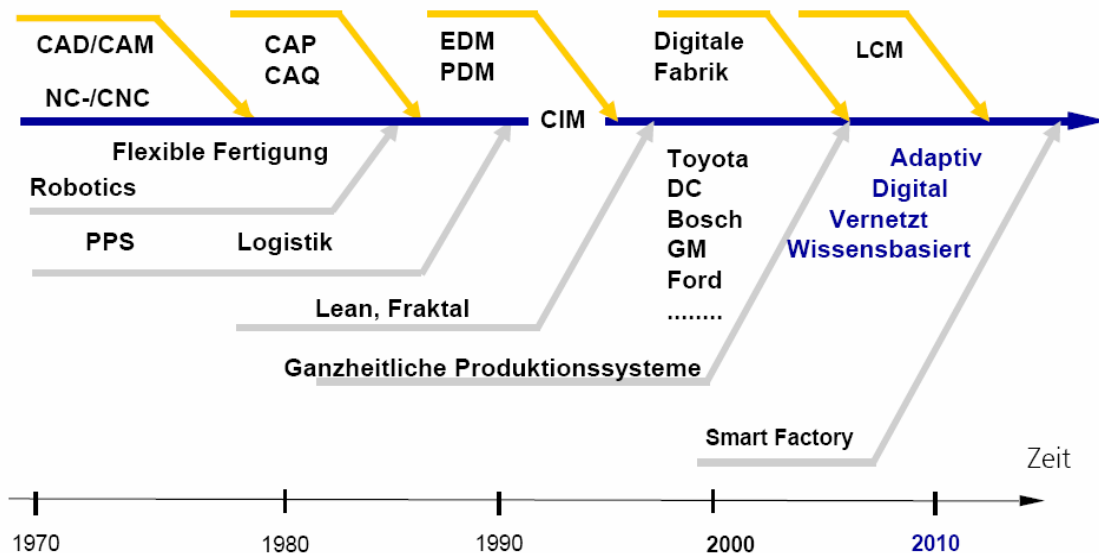 CAD/CAM
NC-/CNC
CAP
CAQ
EDM
PDM
Digitale
Fabrik
LCM
CIM
Flexible Fertigung
Robotics
PPS
Logistik
Lean, Fraktal
Ganzheitliche Produktionssysteme
Toyota
DC
Bosch
GM
Ford
........
Adaptiv
Digital
Vernetzt
Wissensbasiert
Smart Factory
Zeit
1970
1980
1990
2000
2010